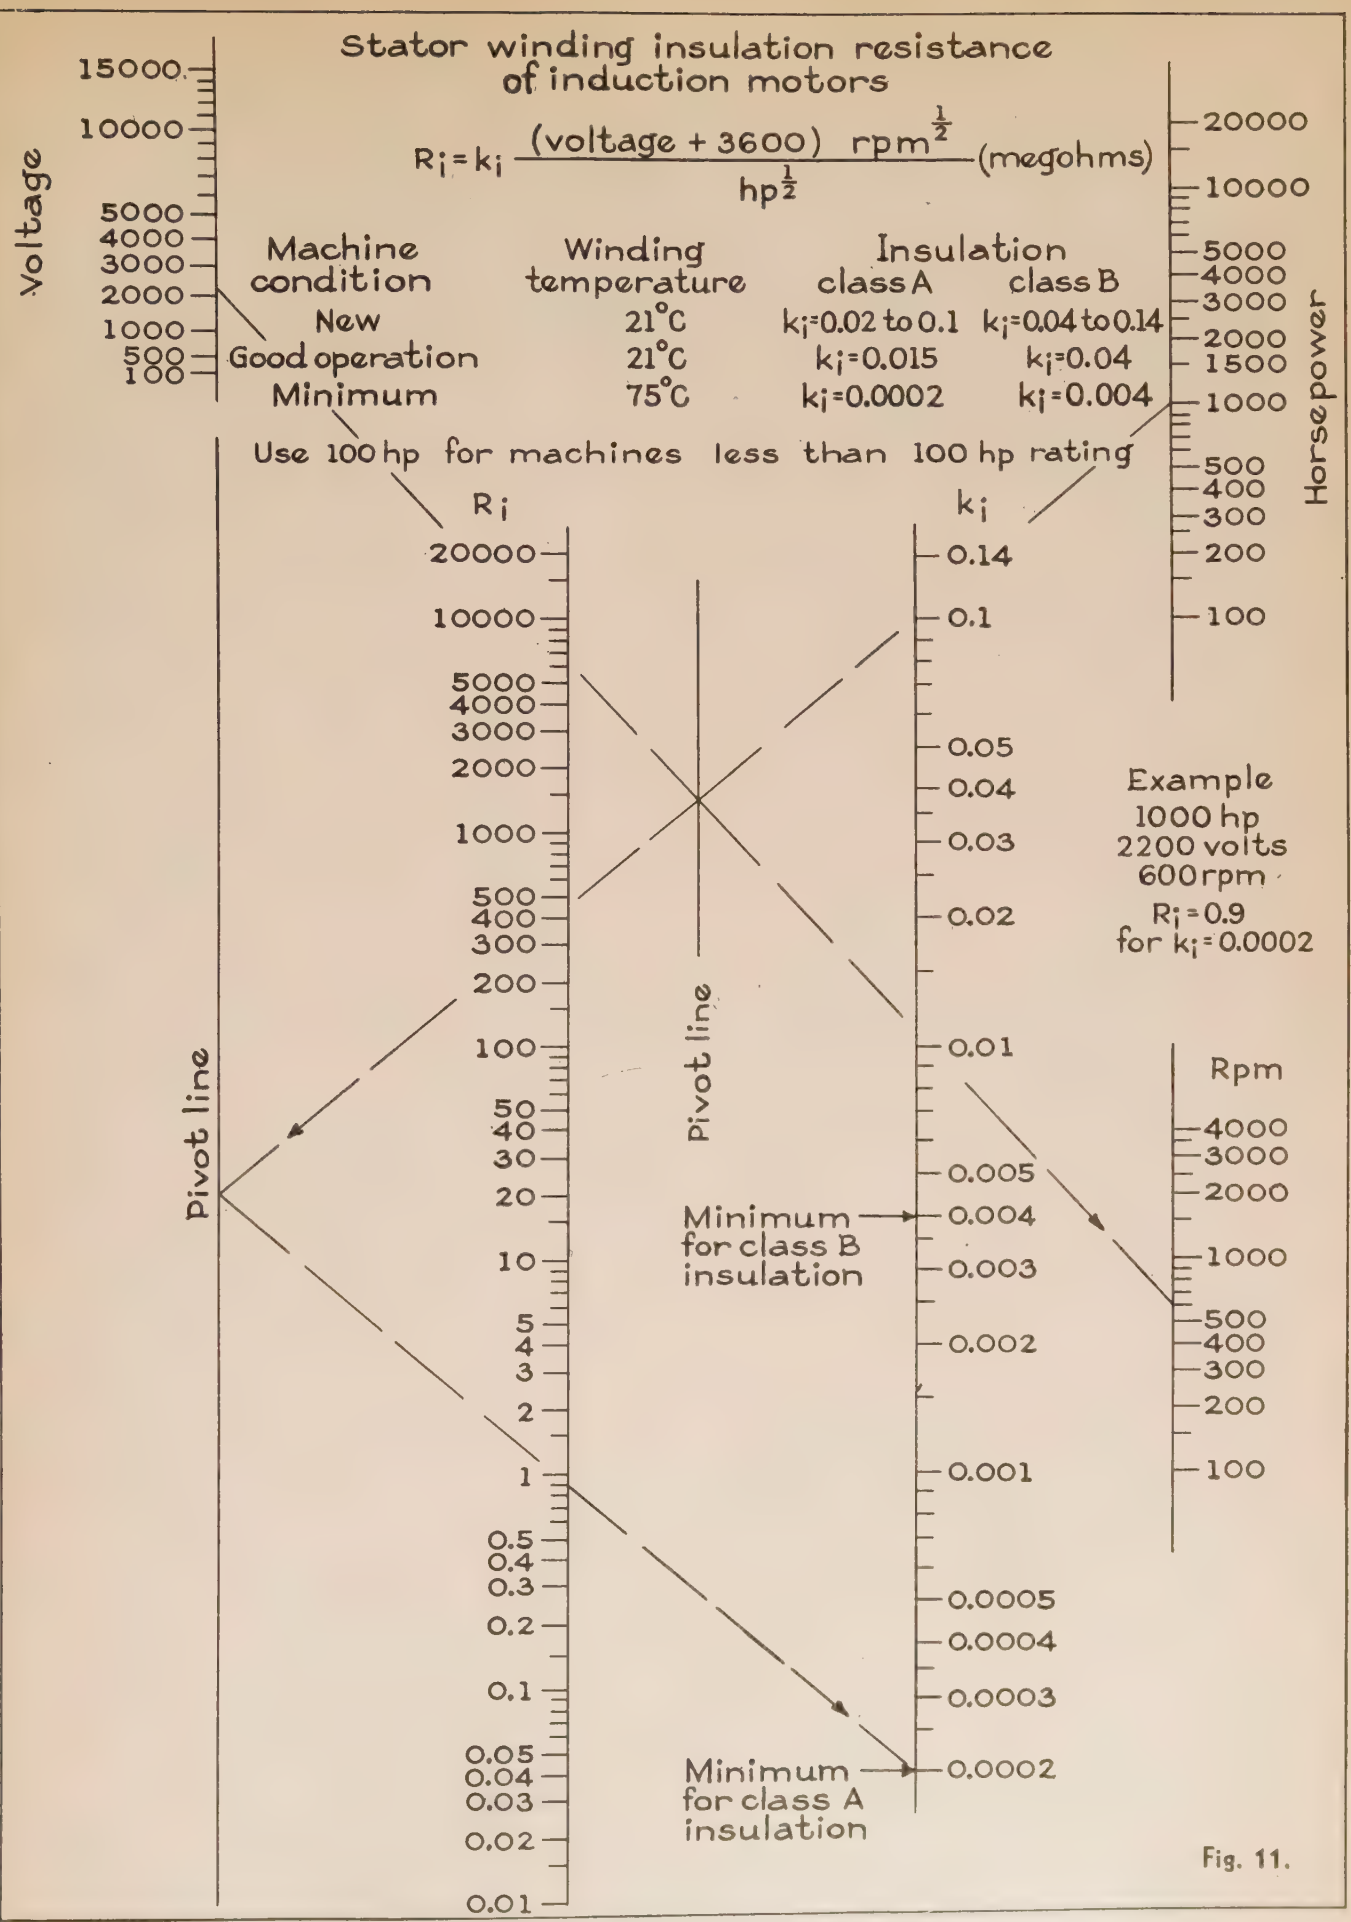 Stator winding insulation resistance
of induction motors
R i = k i (voltage + 3600) rpm 1/2 / hp 1/2 (megohms)
Voltage
15000
10000
5000
4000
3000
2000
1000
500
100
Machine condition
Winding temperature
Insulation
class A class B
New 21°C ki=0.02 to 0.1 ki=0.04 to 0.14
Good operation 21°C ki=0.015 ki=0.04
Minimum 75°C ki=0.0002 ki=0.004
Use 100 hp for machines less than 100 hp rating
Horsepower
20000
10000
5000
4000
3000
2000
1500
1000
500
400
300
200
100
Pivot line
Ri
20000
10000
5000
4000
3000
2000
1000
500
400
300
200
100
50
40
30
20
10
5
4
3
2
1
0.5
0.4
0.3
0.2
0.1
0.05
0.04
0.03
0.02
0.01
Pivot line
ki
0.14
0.1
0.05
0.04
0.03
0.02
0.01
0.005
0.004
0.003
0.002
0.001
0.0005
0.0004
0.0003
0.0002
Minimum
for class B
insulation
Minimum
for class A
insulation
Example
1000 hp
2200 volts
600 rpm
Ri=0.9
for ki=0.0002
Rpm
4000
3000
2000
1000
500
400
300
200
100
Fig. 11.